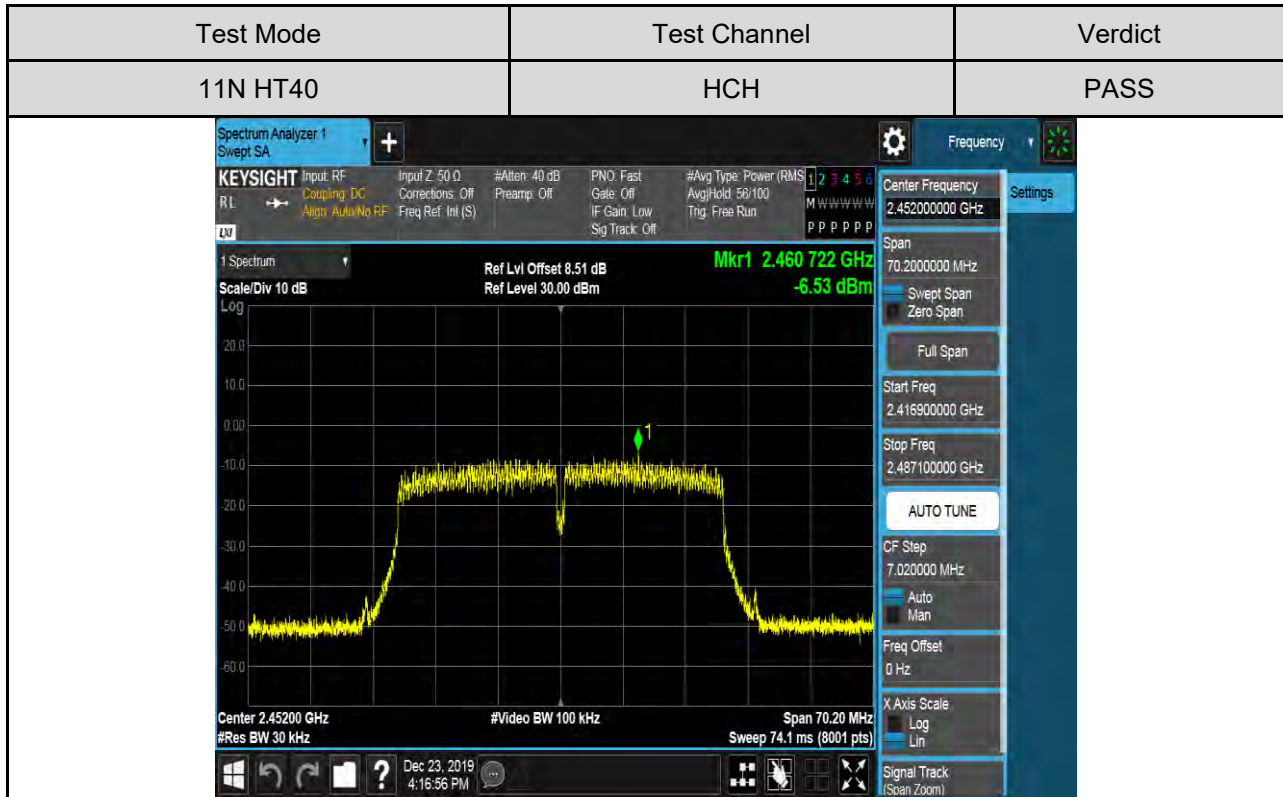 Test Mode Test Channel Verdict
11N HT40 HCH PASS
Spectrum Analyzer 1
Swept SA
+
Frequency
KEYSIGHT
RL
LXI
Input: RF
Coupling: DC
Align: Auto/No RF
Input Z: 50 Ω
Corrections: Off
Freq Ref: Int (S)
#Atten: 40 dB
Preamp: Off
PNO: Fast
Gate: Off
IF Gain: Low
Sig Track: Off
#Avg Type: Power (RMS
Avg|Hold: 56/100
Trig: Free Run
1 2 3 4 5 6
M W W W W W
P P P P P P
1 Spectrum
Scale/Div 10 dB
Ref Lvl Offset 8.51 dB
Ref Level 30.00 dBm
Mkr1 2.460 722 GHz
-6.53 dBm
Log
20.0
10.0
0.00
-10.0
-20.0
-30.0
-40.0
-50.0
-60.0
1
Center 2.45200 GHz
#Res BW 30 kHz
#Video BW 100 kHz
Span 70.20 MHz
Sweep 74.1 ms (8001 pts)
Center Frequency
2.452000000 GHz
Settings
Span
70.2000000 MHz
Swept Span
Zero Span
Full Span
Start Freq
2.416900000 GHz
Stop Freq
2.487100000 GHz
AUTO TUNE
CF Step
7.020000 MHz
Auto
Man
Freq Offset
0 Hz
X Axis Scale
Log
Lin
Signal Track
(Span Zoom)
?
Dec 23, 2019
4:16:56 PM